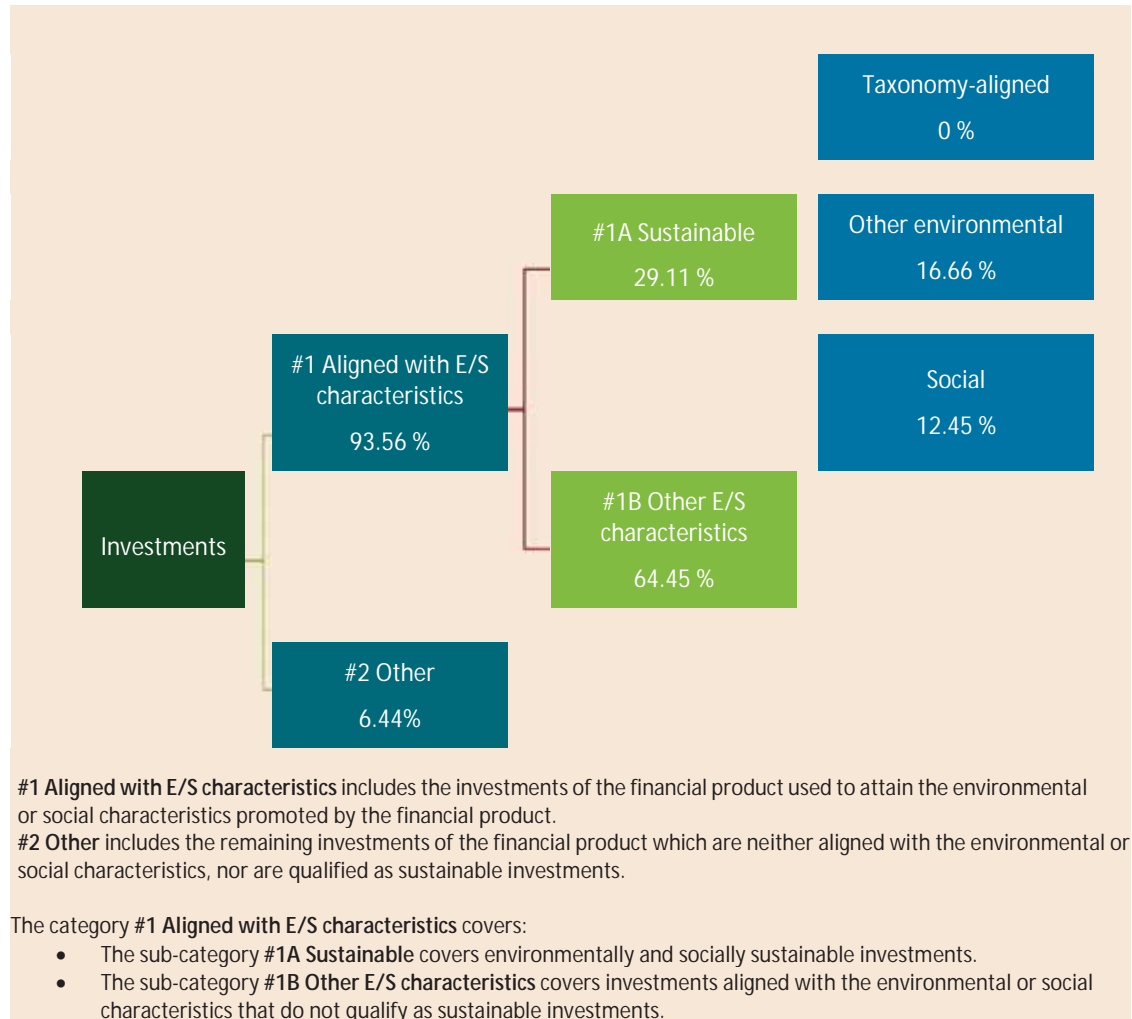 Taxonomy-aligned
0 %
#1A Sustainable
29.11 %
Other environmental
16.66 %
#1 Aligned with E/S
characteristics
93.56 %
Social
12.45 %
Investments
#1B Other E/S
characteristics
64.45 %
#2 Other
6.44%
#1 Aligned with E/S characteristics includes the investments of the financial product used to attain the environmental
or social characteristics promoted by the financial product.
#2 Other includes the remaining investments of the financial product which are neither aligned with the environmental or
social characteristics, nor are qualified as sustainable investments.
The category #1 Aligned with E/S characteristics covers:
• The sub-category #1A Sustainable covers environmentally and socially sustainable investments.
• The sub-category #1B Other E/S characteristics covers investments aligned with the environmental or social
characteristics that do not qualify as sustainable investments.